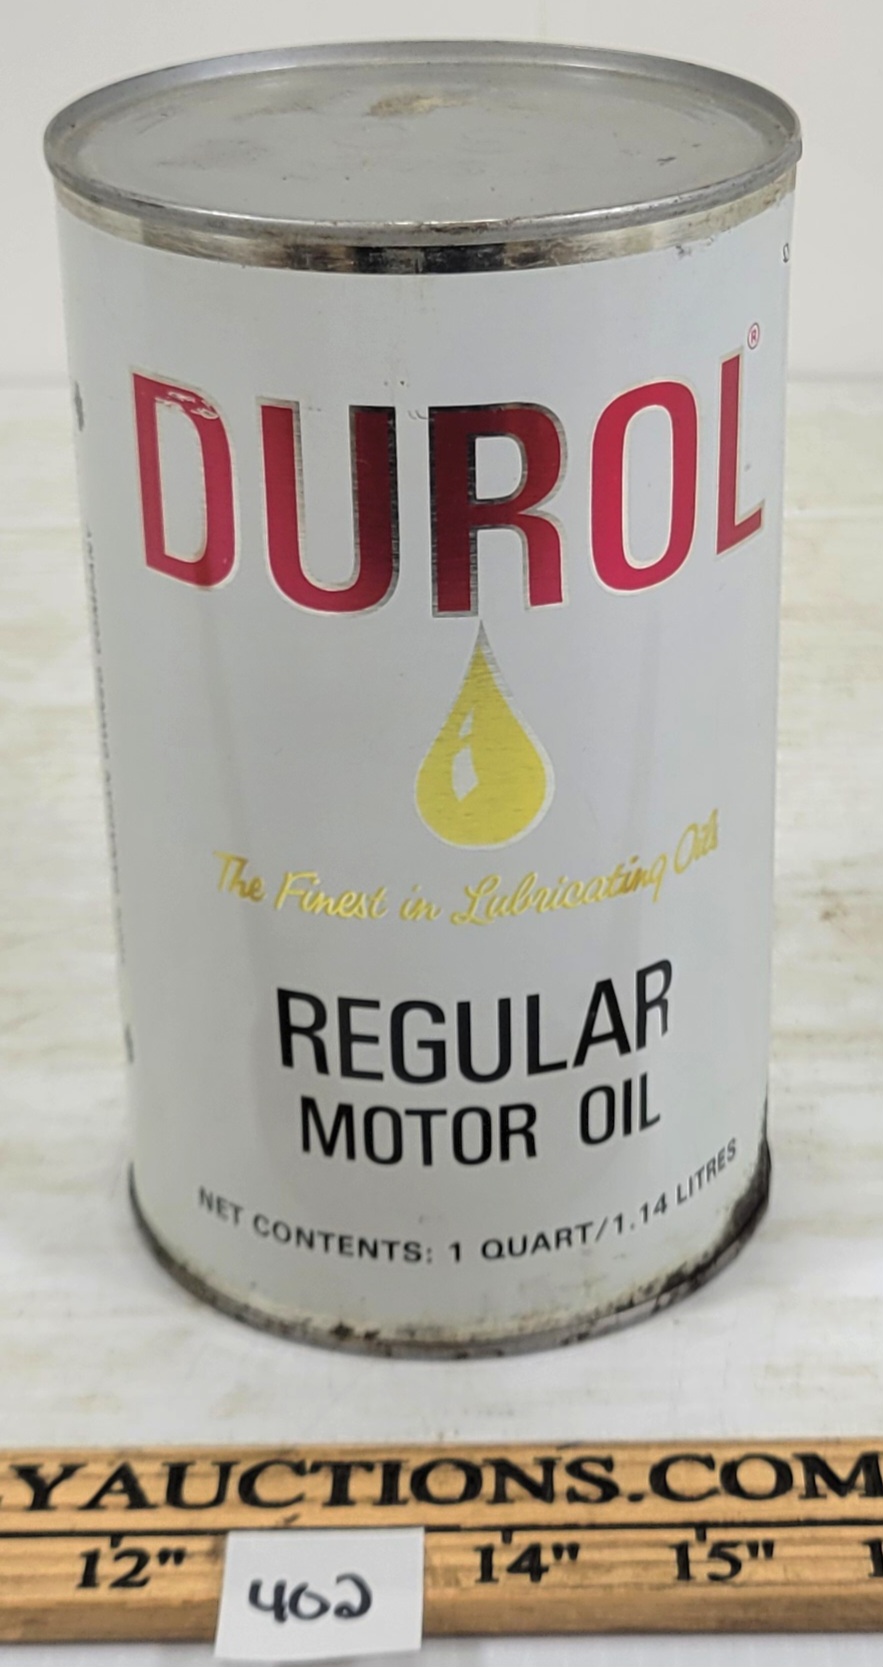 DUROL®
The Finest in Lubricating Oils
REGULAR
MOTOR OIL
NET CONTENTS: 1 QUART/1.14 LITRES
YAUCTIONS.COM
12" 14" 15"
402